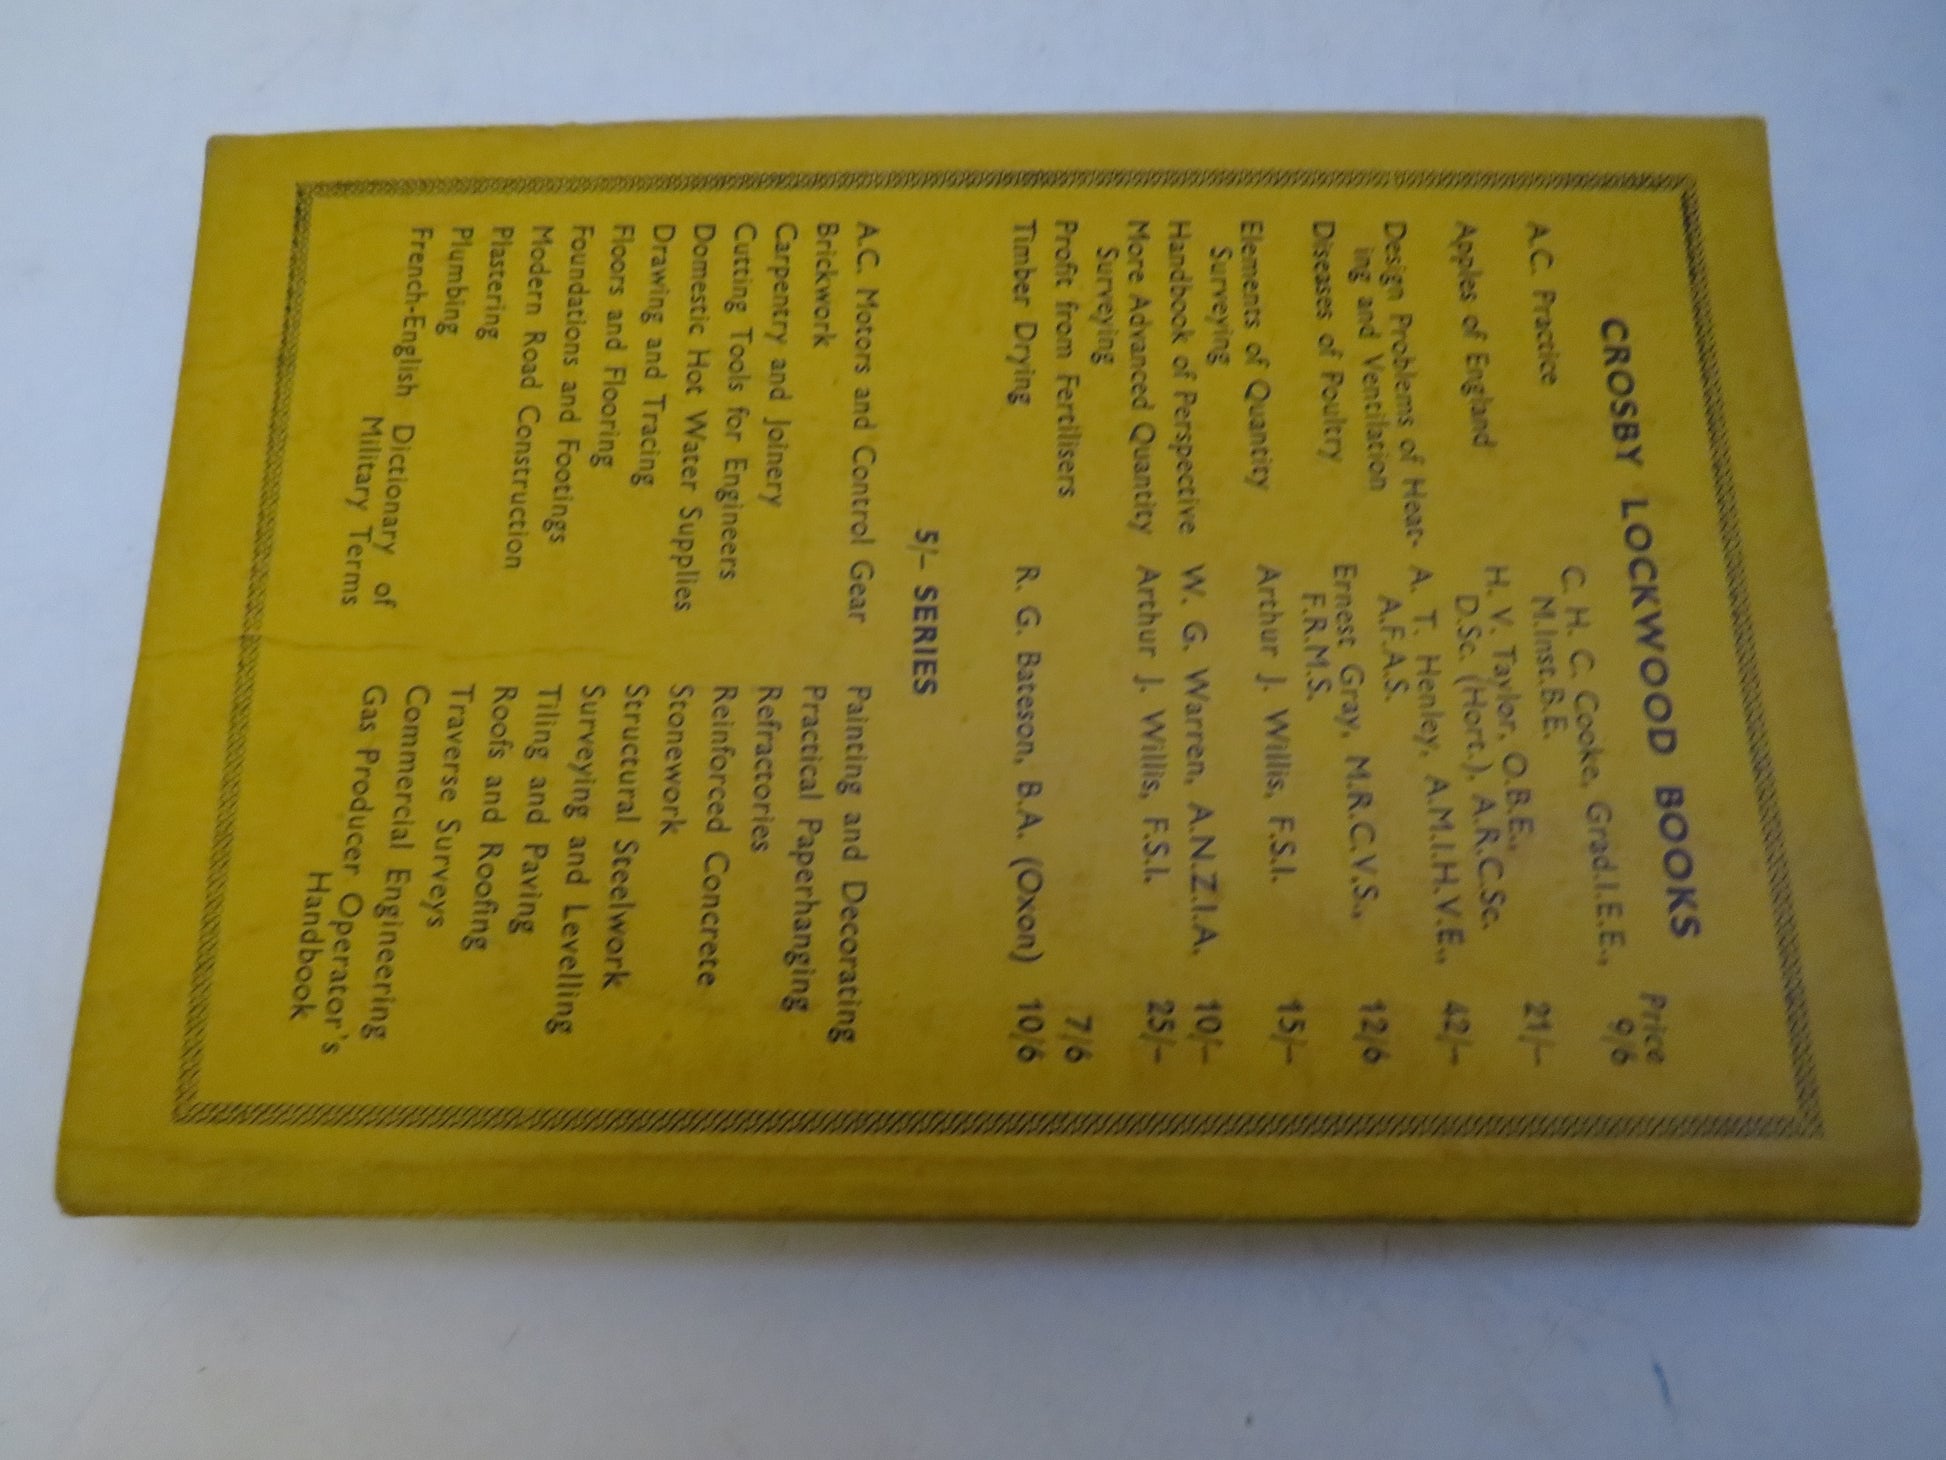 CROSBY LOCKWOOD BOOKS
Price
A.C. Practice C. H. C. Cooke, Grad.I.E.E., 9/6
M.Inst.B.E.
Apples of England H. V. Taylor, O.B.E., 21/-
D.Sc. (Hort.), A.R.C.Sc.
Design Problems of Heat- A. T. Henley, A.M.I.H.V.E., 42/-
ing and Ventilation A.F.A.S.
Diseases of Poultry Ernest Gray, M.R.C.V.S., 12/6
F.R.M.S.
Elements of Quantity Arthur J. Willis, F.S.I. 15/-
Surveying
Handbook of Perspective W. G. Warren, A.N.Z.I.A. 10/-
More Advanced Quantity Arthur J. Willis, F.S.I. 25/-
Surveying
Profit from Fertilisers 7/6
Timber Drying R. G. Bateson, B.A. (Oxon) 10/6
5/- SERIES
A.C. Motors and Control Gear
Brickwork
Carpentry and Joinery
Cutting Tools for Engineers
Domestic Hot Water Supplies
Drawing and Tracing
Floors and Flooring
Foundations and Footings
Modern Road Construction
Plastering
Plumbing
French-English Dictionary of
Military Terms
Painting and Decorating
Practical Paperhanging
Refractories
Reinforced Concrete
Stonework
Structural Steelwork
Surveying and Levelling
Tiling and Paving
Roofs and Roofing
Traverse Surveys
Commercial Engineering
Gas Producer Operator's
Handbook